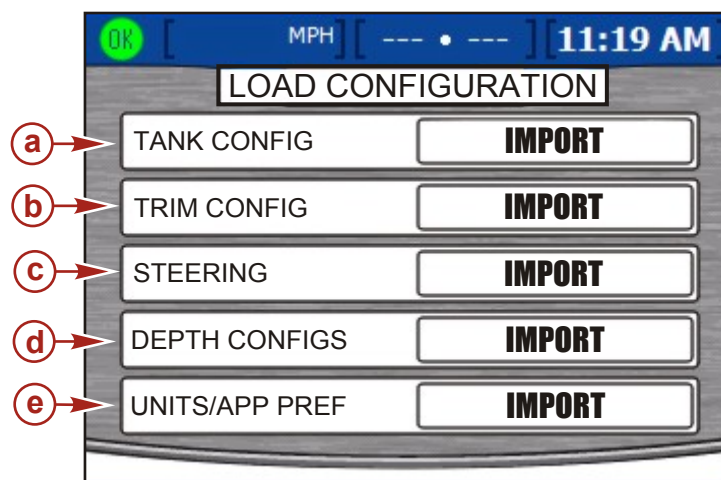 OK [ MPH ] [ --- • --- ] [ 11:19 AM ]
LOAD CONFIGURATION
a TANK CONFIG IMPORT
b TRIM CONFIG IMPORT
c STEERING IMPORT
d DEPTH CONFIGS IMPORT
e UNITS/APP PREF IMPORT